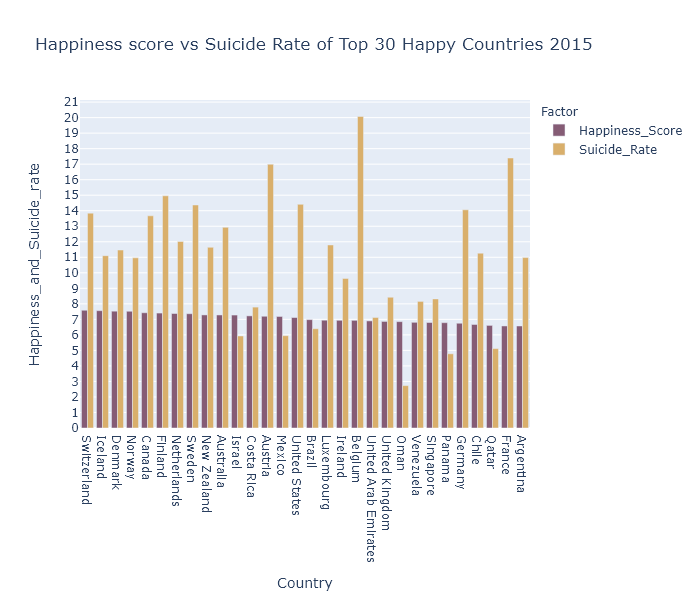 Happiness score vs Suicide Rate of Top 30 Happy Countries 2015
Factor
Happiness_Score
Suicide_Rate
Happiness_and_Suicide_rate
21
20
19
18
17
16
15
14
13
12
11
10
9
8
7
6
5
4
3
2
1
0
Switzerland
Iceland
Denmark
Norway
Canada
Finland
Netherlands
Sweden
New Zealand
Australia
Israel
Costa Rica
Austria
Mexico
United States
Brazil
Luxembourg
Ireland
Belgium
United Arab Emirates
United Kingdom
Oman
Venezuela
Singapore
Panama
Germany
Chile
Qatar
France
Argentina
Country